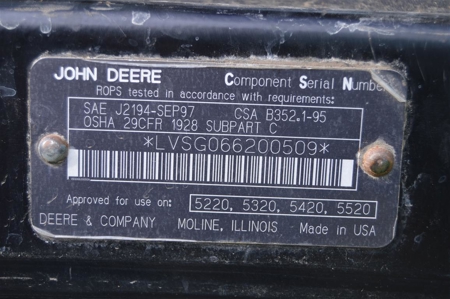 JOHN DEERE Component Serial Number
ROPS tested in accordance with requirements:
SAE J2194-SEP97 CSA B352.1-95
OSHA 29CFR 1928 SUBPART C
*LVSG066200509*
Approved for use on: 5220, 5320, 5420, 5520
DEERE & COMPANY MOLINE, ILLINOIS Made in USA